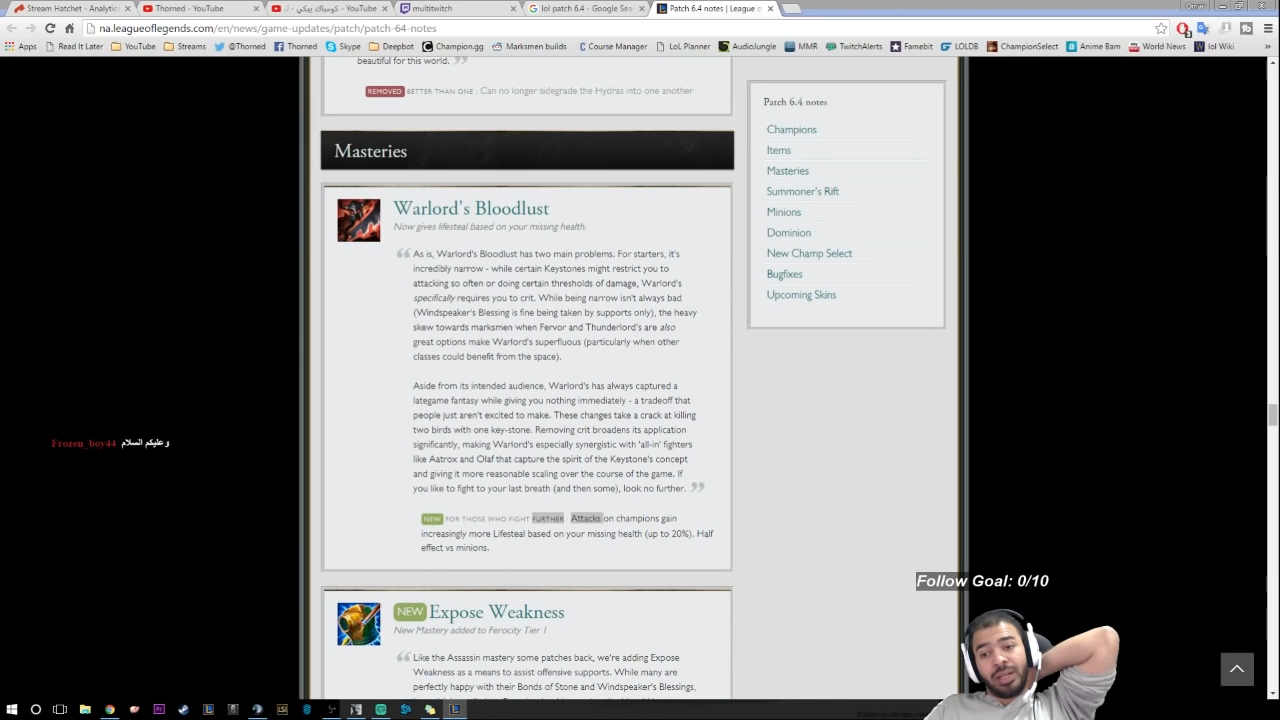 Stream Hatchet - Analytic
Thorned - YouTube
YouTube - كومباك بيكي - ل
multitwitch
lol patch 6.4 - Google Sea
Patch 6.4 notes | League o
Omar
na.leagueoflegends.com/en/news/game-updates/patch/patch-64-notes
Apps
Read It Later
YouTube
Streams
@Thorned
Thorned
Skype
Deepbot
Champion.gg
Marksmen builds
Course Manager
LoL Planner
AudioJungle
MMR
TwitchAlerts
Famebit
LOLDB
ChampionSelect
Anime Bam
World News
lol Wiki
»
beautiful for this world.
REMOVED BETTER THAN ONE : Can no longer sidegrade the Hydras into one another
Masteries
Warlord's Bloodlust
Now gives lifesteal based on your missing health.
As is, Warlord's Bloodlust has two main problems. For starters, it's
incredibly narrow - while certain Keystones might restrict you to
attacking so often or doing certain thresholds of damage, Warlord's
specifically requires you to crit. While being narrow isn't always bad
(Windspeaker's Blessing is fine being taken by supports only), the heavy
skew towards marksmen when Fervor and Thunderlord's are also
great options make Warlord's superfluous (particularly when other
classes could benefit from the space).
Aside from its intended audience, Warlord's has always captured a
lategame fantasy while giving you nothing immediately - a tradeoff that
people just aren't excited to make. These changes take a crack at killing
two birds with one key-stone. Removing crit broadens its application
significantly, making Warlord's especially synergistic with 'all-in' fighters
like Aatrox and Olaf that capture the spirit of the Keystone's concept
and giving it more reasonable scaling over the course of the game. If
you like to fight to your last breath (and then some), look no further.
NEW FOR THOSE WHO FIGHT FURTHER : Attacks on champions gain
increasingly more Lifesteal based on your missing health (up to 20%). Half
effect vs minions.
NEW Expose Weakness
New Mastery added to Ferocity Tier 1
Like the Assassin mastery some patches back, we're adding Expose
Weakness as a means to assist offensive supports. While many are
perfectly happy with their Bonds of Stone and Windspeaker's Blessings,
Patch 6.4 notes
Champions
Items
Masteries
Summoner's Rift
Minions
Dominion
New Champ Select
Bugfixes
Upcoming Skins
Frozen_boy44 وعليكم السلام
Follow Goal: 0/10